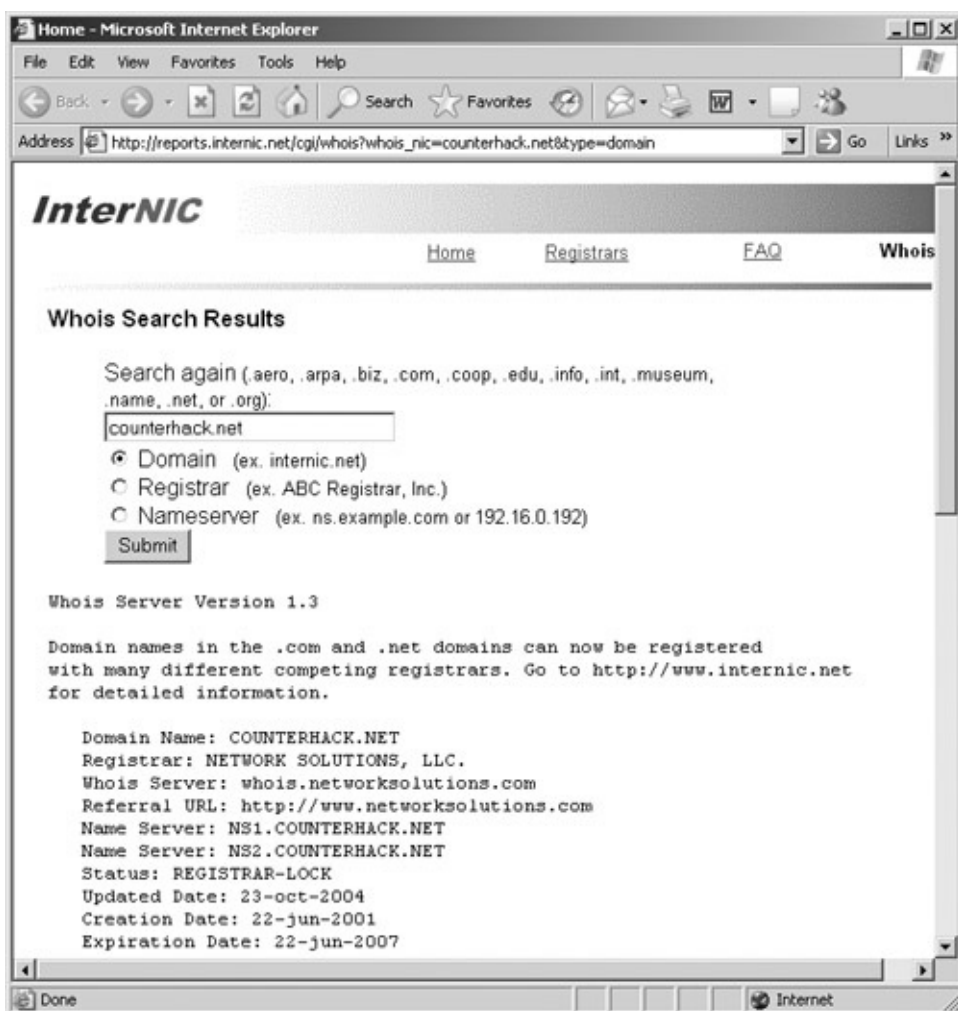 Home - Microsoft Internet Explorer
File Edit View Favorites Tools Help
Back Search Favorites
Address http://reports.internic.net/cgi/whois?whois_nic=counterhack.net&type=domain Go Links »
InterNIC
Home Registrars FAQ Whois
Whois Search Results
Search again (.aero, .arpa, .biz, .com, .coop, .edu, .info, .int, .museum,
.name, .net, or .org):
counterhack.net
Domain (ex. internic.net)
Registrar (ex. ABC Registrar, Inc.)
Nameserver (ex. ns.example.com or 192.16.0.192)
Submit
Whois Server Version 1.3
Domain names in the .com and .net domains can now be registered
with many different competing registrars. Go to http://www.internic.net
for detailed information.
Domain Name: COUNTERHACK.NET
Registrar: NETWORK SOLUTIONS, LLC.
Whois Server: whois.networksolutions.com
Referral URL: http://www.networksolutions.com
Name Server: NS1.COUNTERHACK.NET
Name Server: NS2.COUNTERHACK.NET
Status: REGISTRAR-LOCK
Updated Date: 23-oct-2004
Creation Date: 22-jun-2001
Expiration Date: 22-jun-2007
Done Internet